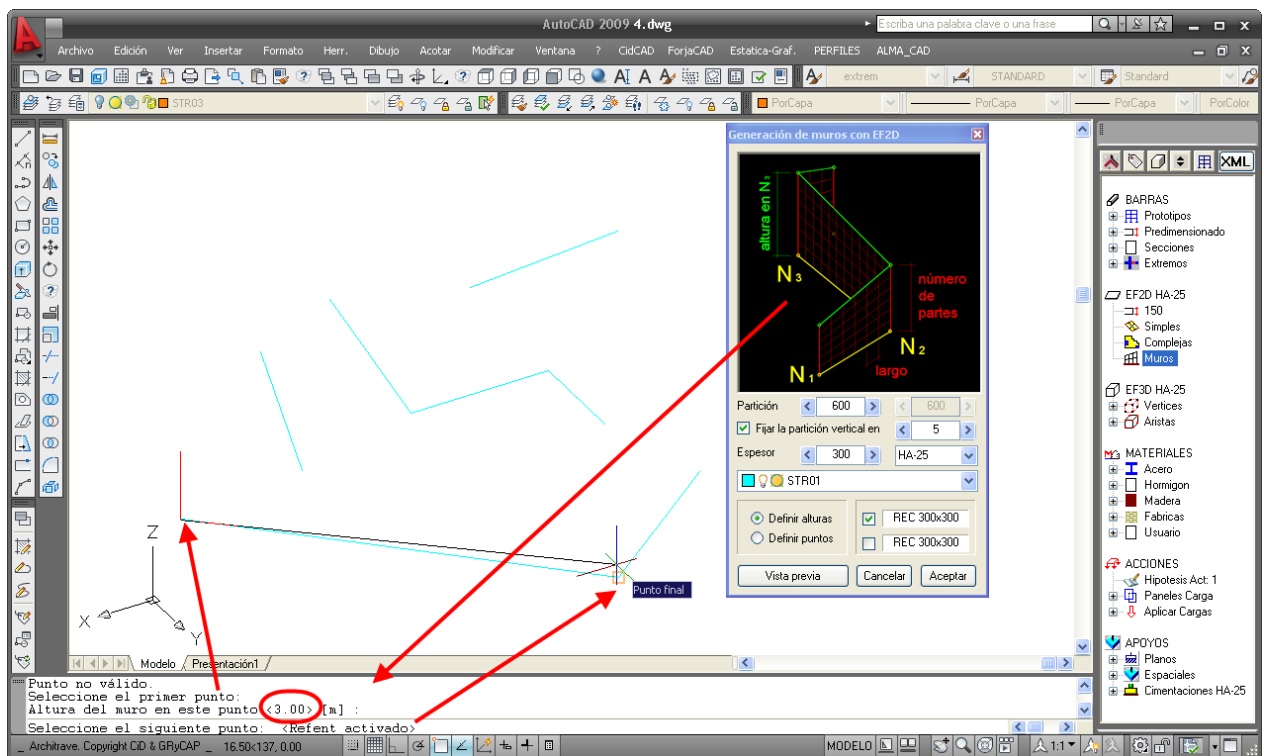 AutoCAD 2009 4.dwg
Escriba una palabra clave o una frase
Archivo Edición Ver Insertar Formato Herr. Dibujo Acotar Modificar Ventana ? CidCAD ForjaCAD Estatica-Graf. PERFILES ALMA_CAD
extrem STANDARD Standard
STR03 PorCapa PorCapa PorCapa PorColor
Generación de muros con EF2D
altura en N3
N3
número
de
partes
N2
N1
largo
Partición 600 600
Fijar la partición vertical en 5
Espesor 300 HA-25
STR01
Definir alturas REC 300x300
Definir puntos REC 300x300
Vista previa Cancelar Aceptar
XML
BARRAS
Prototipos
Predimensionado
Secciones
Extremos
EF2D HA-25
150
Simples
Complejas
Muros
EF3D HA-25
Vertices
Aristas
MATERIALES
Acero
Hormigon
Madera
Fabricas
Usuario
ACCIONES
Hipotesis Act: 1
Paneles Carga
Aplicar Cargas
APOYOS
Planos
Espaciales
Cimentaciones HA-25
Z
X
Y
Punto final
Modelo Presentación1
Punto no válido.
Seleccione el primer punto:
Altura del muro en este punto <3.00> [m] :
Seleccione el siguiente punto: <Refent activado>
_ Architrave. Copyright CiD & GRyCAP _ 16.50<137, 0.00 MODELO 1:1